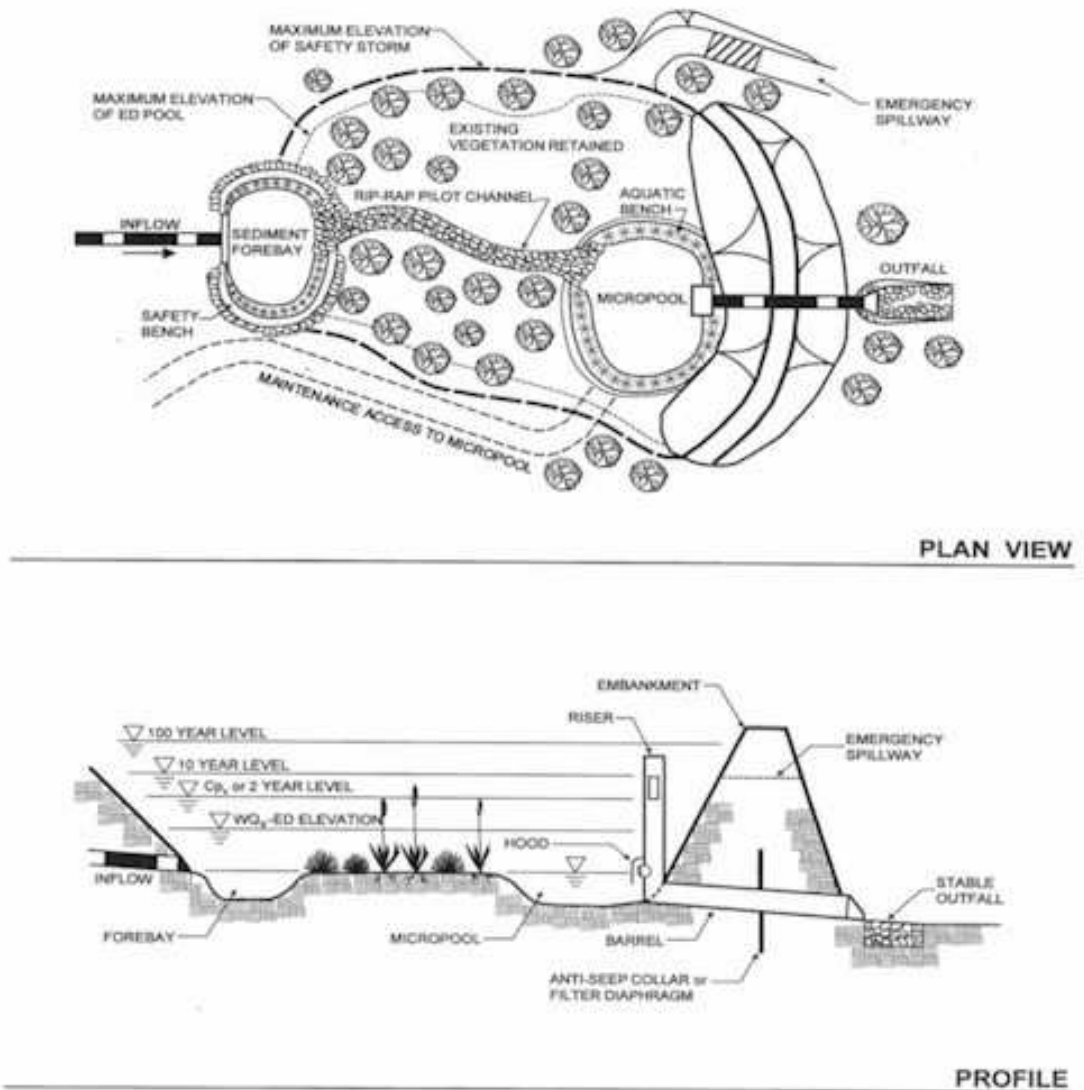 MAXIMUM ELEVATION
OF SAFETY STORM
MAXIMUM ELEVATION
OF ED POOL
EMERGENCY
SPILLWAY
EXISTING
VEGETATION RETAINED
RIP-RAP PILOT CHANNEL
AQUATIC
BENCH
INFLOW
SEDIMENT
FOREBAY
OUTFALL
MICROPOOL
SAFETY
BENCH
MAINTENANCE ACCESS TO MICROPOOL
PLAN VIEW
EMBANKMENT
RISER
100 YEAR LEVEL
EMERGENCY
SPILLWAY
10 YEAR LEVEL
Cpv or 2 YEAR LEVEL
WQv-ED ELEVATION
HOOD
INFLOW
STABLE
OUTFALL
FOREBAY
MICROPOOL
BARREL
ANTI-SEEP COLLAR or
FILTER DIAPHRAGM
PROFILE